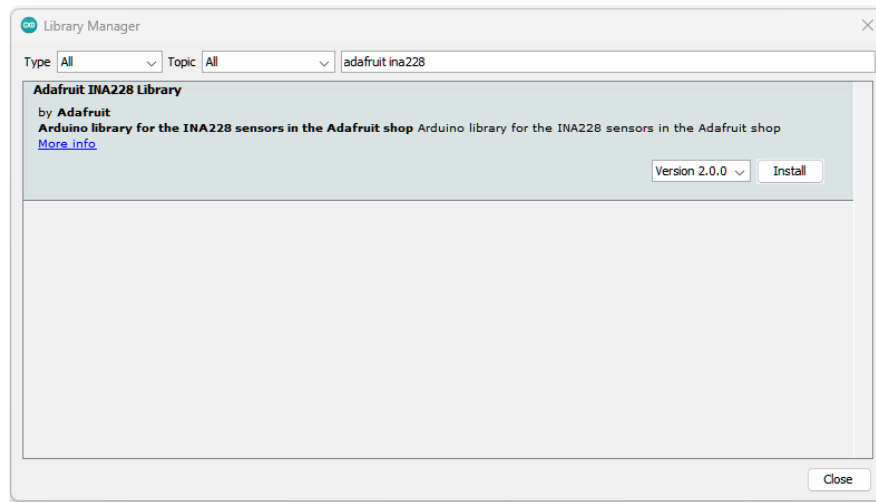 Library Manager
Type All Topic All adafruit ina228
Adafruit INA228 Library
by Adafruit
Arduino library for the INA228 sensors in the Adafruit shop Arduino library for the INA228 sensors in the Adafruit shop
More info
Version 2.0.0 Install
Close